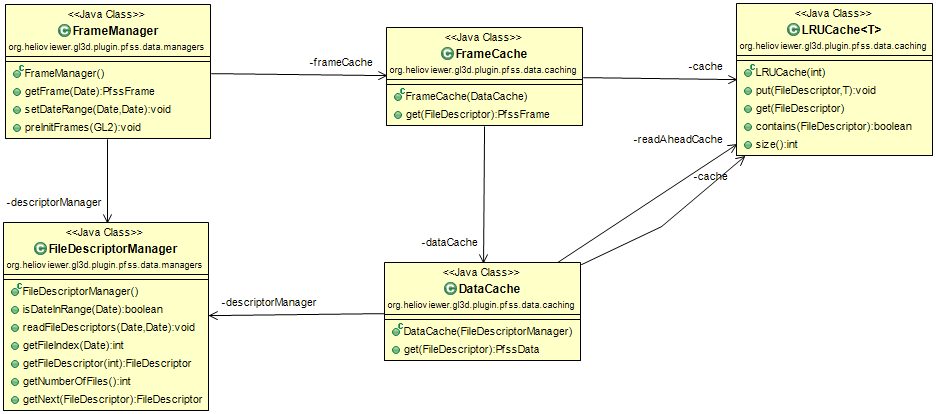 <<Java Class>>
FrameManager
org.helioviewer.gl3d.plugin.pfss.data.managers
FrameManager()
getFrame(Date):PfssFrame
setDateRange(Date,Date):void
preInitFrames(GL2):void
-frameCache
<<Java Class>>
FrameCache
org.helioviewer.gl3d.plugin.pfss.data.caching
FrameCache(DataCache)
get(FileDescriptor):PfssFrame
-cache
<<Java Class>>
LRUCache<T>
org.helioviewer.gl3d.plugin.pfss.data.caching
LRUCache(int)
put(FileDescriptor,T):void
get(FileDescriptor)
contains(FileDescriptor):boolean
size():int
-readAheadCache
-cache
-descriptorManager
-dataCache
<<Java Class>>
FileDescriptorManager
org.helioviewer.gl3d.plugin.pfss.data.managers
FileDescriptorManager()
isDateInRange(Date):boolean
readFileDescriptors(Date,Date):void
getFileIndex(Date):int
getFileDescriptor(int):FileDescriptor
getNumberOfFiles():int
getNext(FileDescriptor):FileDescriptor
-descriptorManager
<<Java Class>>
DataCache
org.helioviewer.gl3d.plugin.pfss.data.caching
DataCache(FileDescriptorManager)
get(FileDescriptor):PfssData